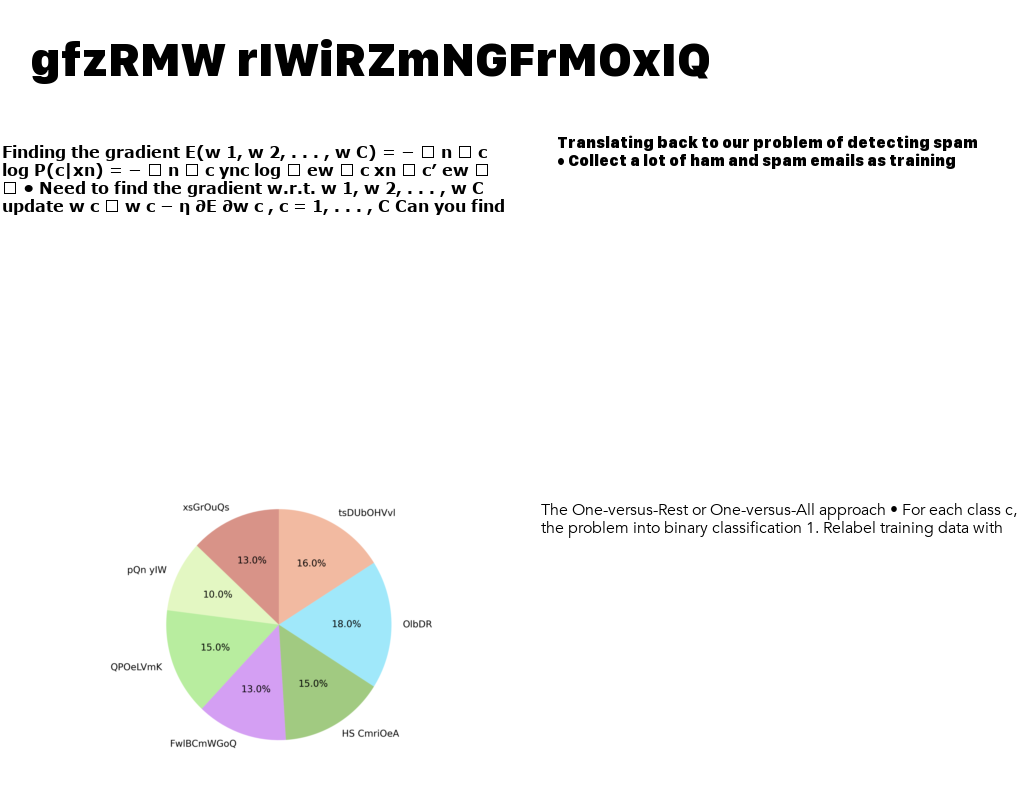 gfzRMW rIWiRZmNGFrMOxIQ
Finding the gradient E(w 1, w 2, . . . , w C) = − □ n □ c
log P(c|xn) = − □ n □ c ync log □ ew □ c xn □ c′ ew □
□ • Need to find the gradient w.r.t. w 1, w 2, . . . , w C
update w c □ w c − η ∂E ∂w c , c = 1, . . . , C Can you find
Translating back to our problem of detecting spam
• Collect a lot of ham and spam emails as training
xsGrOuQs
tsDUbOHVvI
13.0%
16.0%
pQn yIW
10.0%
18.0%
OlbDR
15.0%
QPOeLVmK
13.0%
15.0%
HS CmriOeA
FwlBCmWGoQ
The One-versus-Rest or One-versus-All approach • For each class c,
the problem into binary classification 1. Relabel training data with